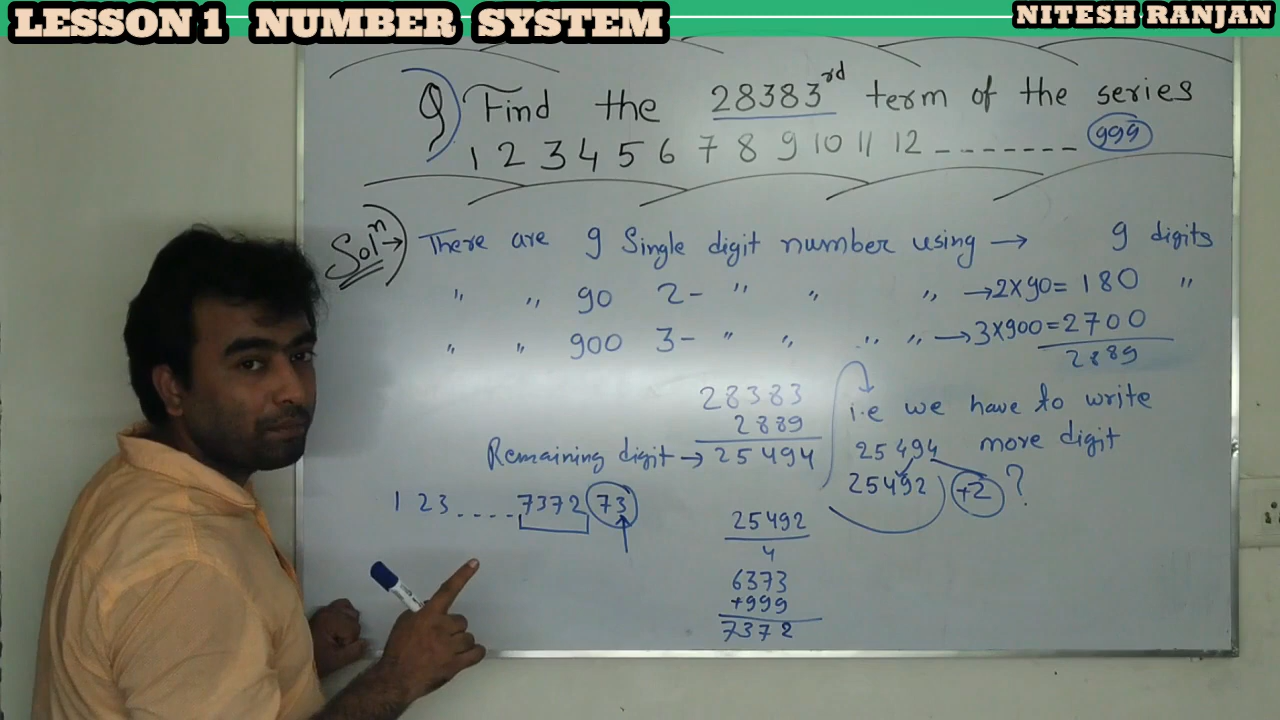 LESSON 1 NUMBER SYSTEM
NITESH RANJAN
Q) Find the 28383rd term of the series
1 2 3 4 5 6 7 8 9 10 11 12 ------- 999
Soln → There are 9 Single digit number using → 9 digits
" " 90 2- " " " → 2×90= 180 "
" " 900 3- " " " " → 3×900=2700
2889
28383
2889
Remaining digit → 25494
i.e we have to write
25494 more digit
25492 +2 ?
1 2 3 .... 7372 73
25492
4
6373
+999
7372